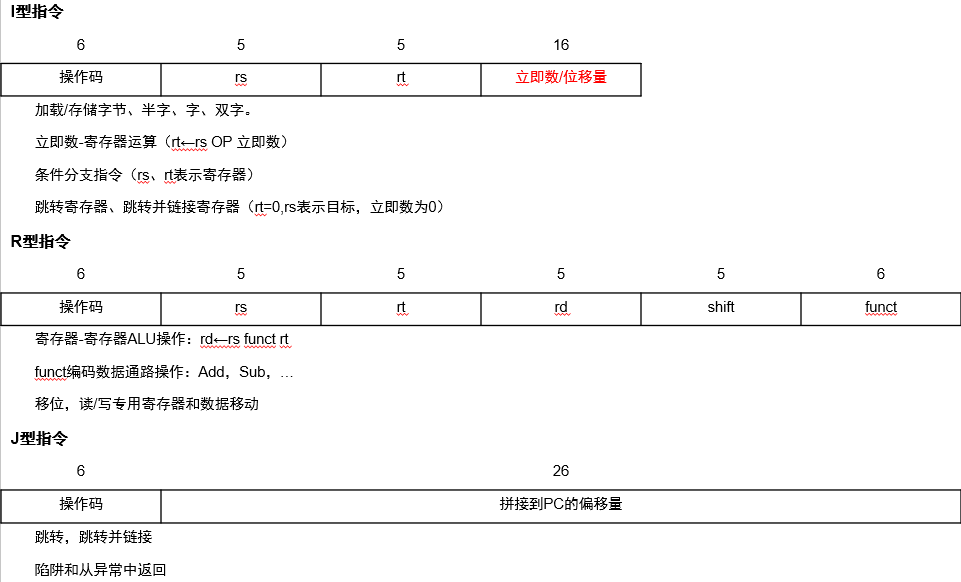 I型指令
6 5 5 16
操作码 rs rt 立即数/位移量
加载/存储字节、半字、字、双字。
立即数-寄存器运算（rt←rs OP 立即数）
条件分支指令（rs、rt表示寄存器）
跳转寄存器、跳转并链接寄存器（rt=0,rs表示目标，立即数为0）
R型指令
6 5 5 5 5 6
操作码 rs rt rd shift funct
寄存器-寄存器ALU操作：rd←rs funct rt
funct编码数据通路操作：Add，Sub，…
移位，读/写专用寄存器和数据移动
J型指令
6 26
操作码 拼接到PC的偏移量
跳转，跳转并链接
陷阱和从异常中返回